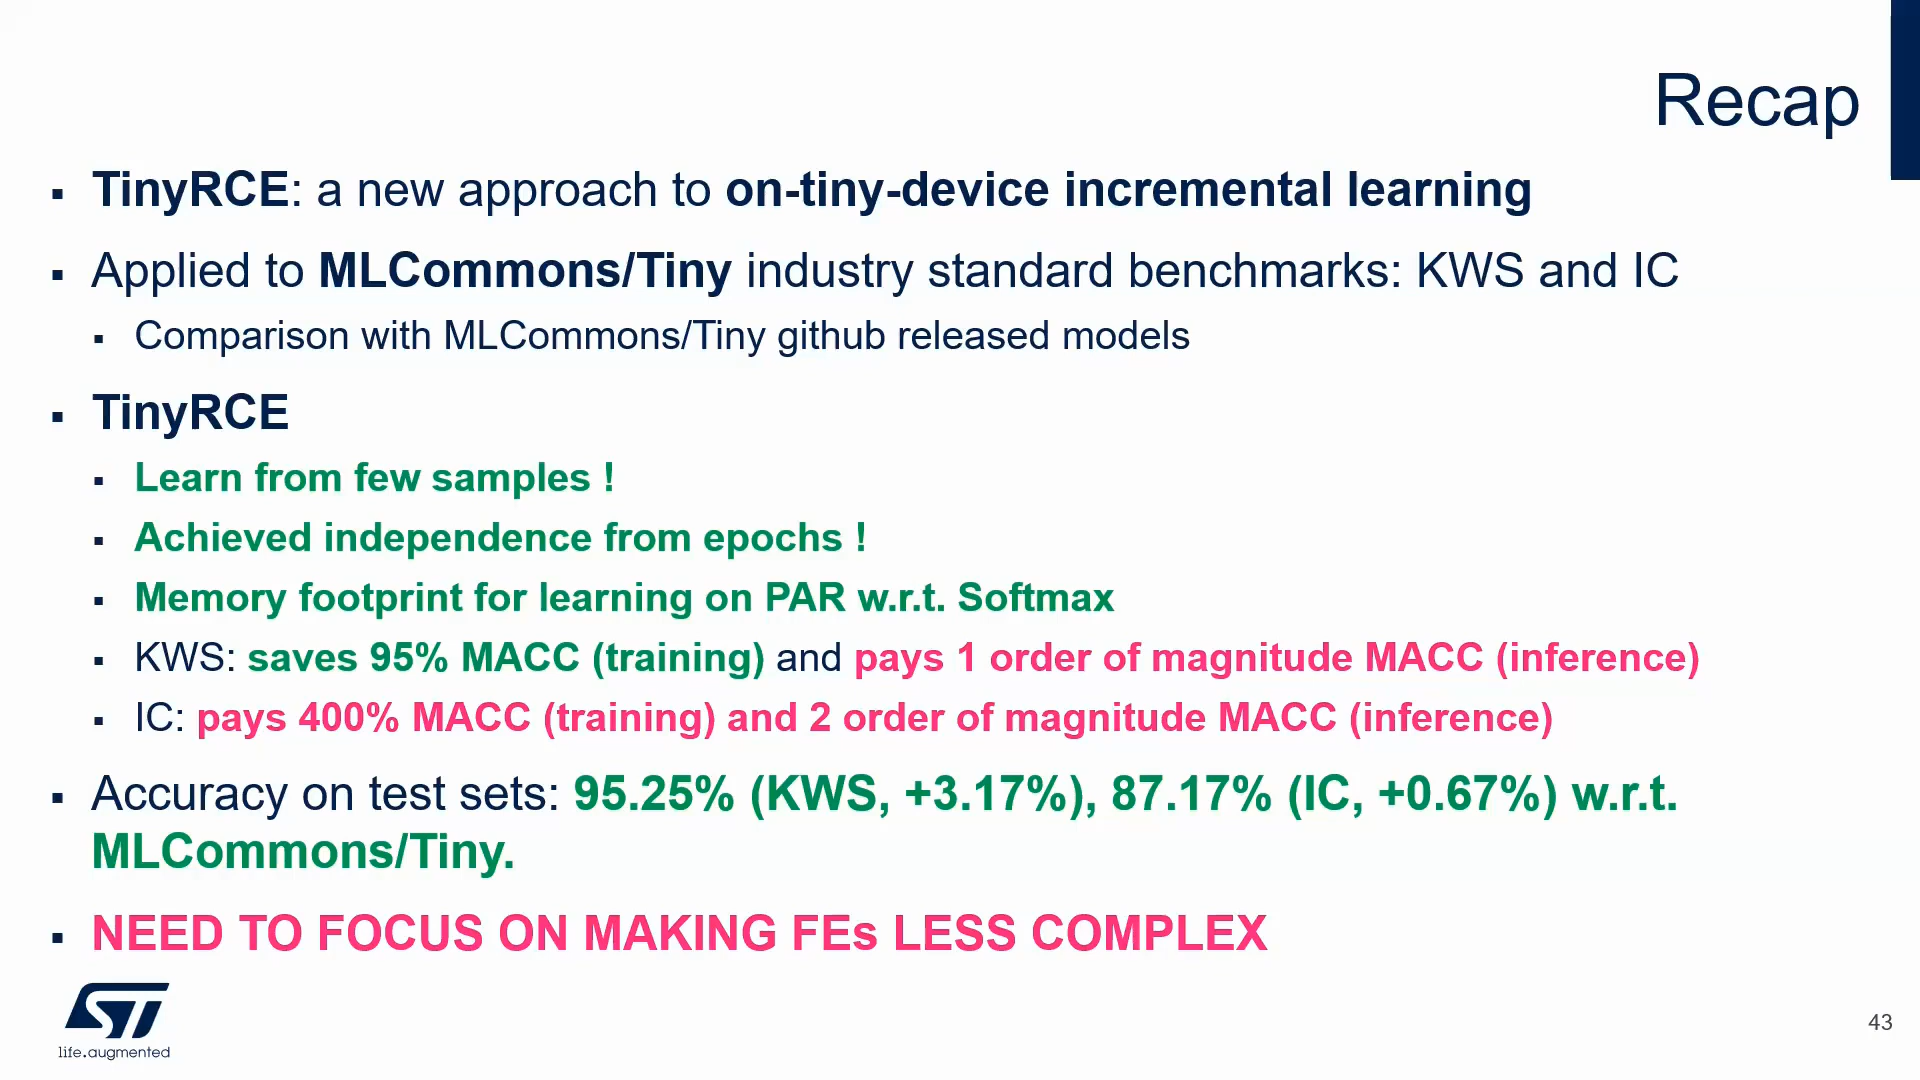 Recap
▪ TinyRCE: a new approach to on-tiny-device incremental learning
▪ Applied to MLCommons/Tiny industry standard benchmarks: KWS and IC
▪ Comparison with MLCommons/Tiny github released models
▪ TinyRCE
▪ Learn from few samples !
▪ Achieved independence from epochs !
▪ Memory footprint for learning on PAR w.r.t. Softmax
▪ KWS: saves 95% MACC (training) and pays 1 order of magnitude MACC (inference)
▪ IC: pays 400% MACC (training) and 2 order of magnitude MACC (inference)
▪ Accuracy on test sets: 95.25% (KWS, +3.17%), 87.17% (IC, +0.67%) w.r.t.
MLCommons/Tiny.
▪ NEED TO FOCUS ON MAKING FEs LESS COMPLEX
ST
life.augmented
43